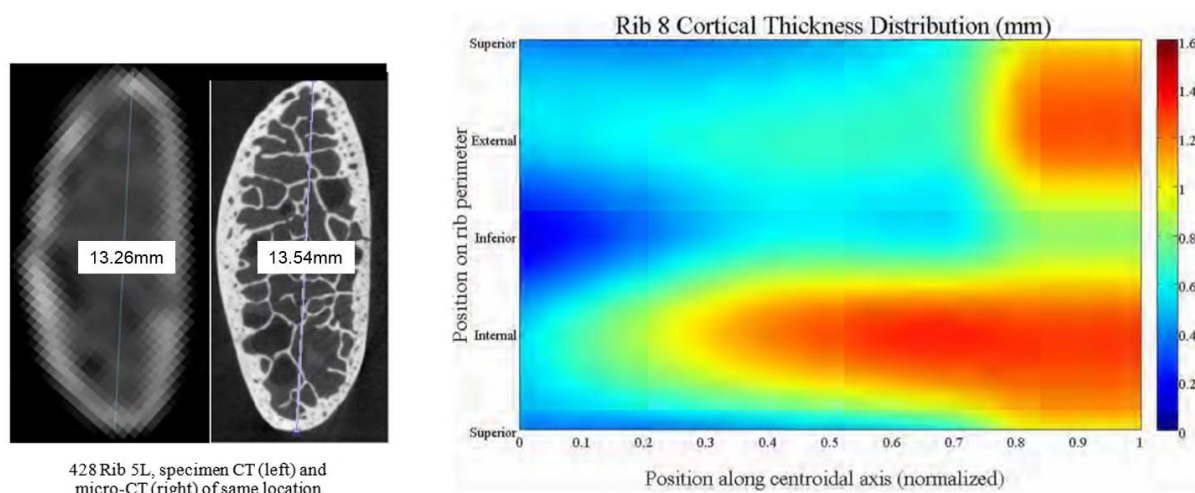 13.26mm
13.54mm
428 Rib 5L, specimen CT (left) and
micro-CT (right) of same location
Rib 8 Cortical Thickness Distribution (mm)
Position on rib perimeter
Superior
External
Inferior
Internal
Superior
0 0.1 0.2 0.3 0.4 0.5 0.6 0.7 0.8 0.9 1
Position along centroidal axis (normalized)
1.6
1.4
1.2
1
0.8
0.6
0.4
0.2
0